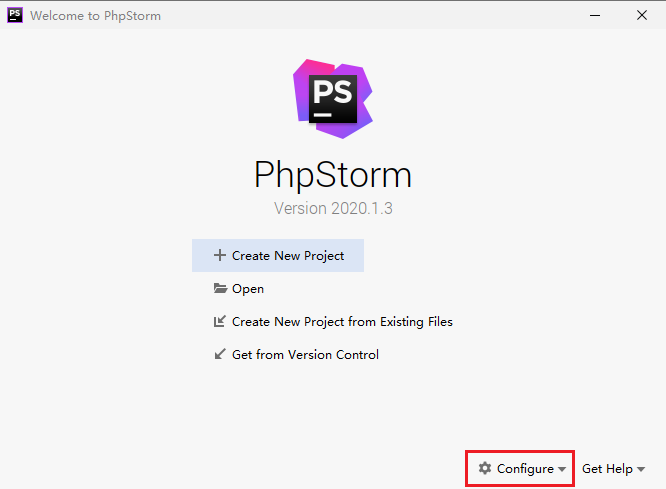 PS Welcome to PhpStorm
PS
PhpStorm
Version 2020.1.3
Create New Project
Open
Create New Project from Existing Files
Get from Version Control
Configure Get Help